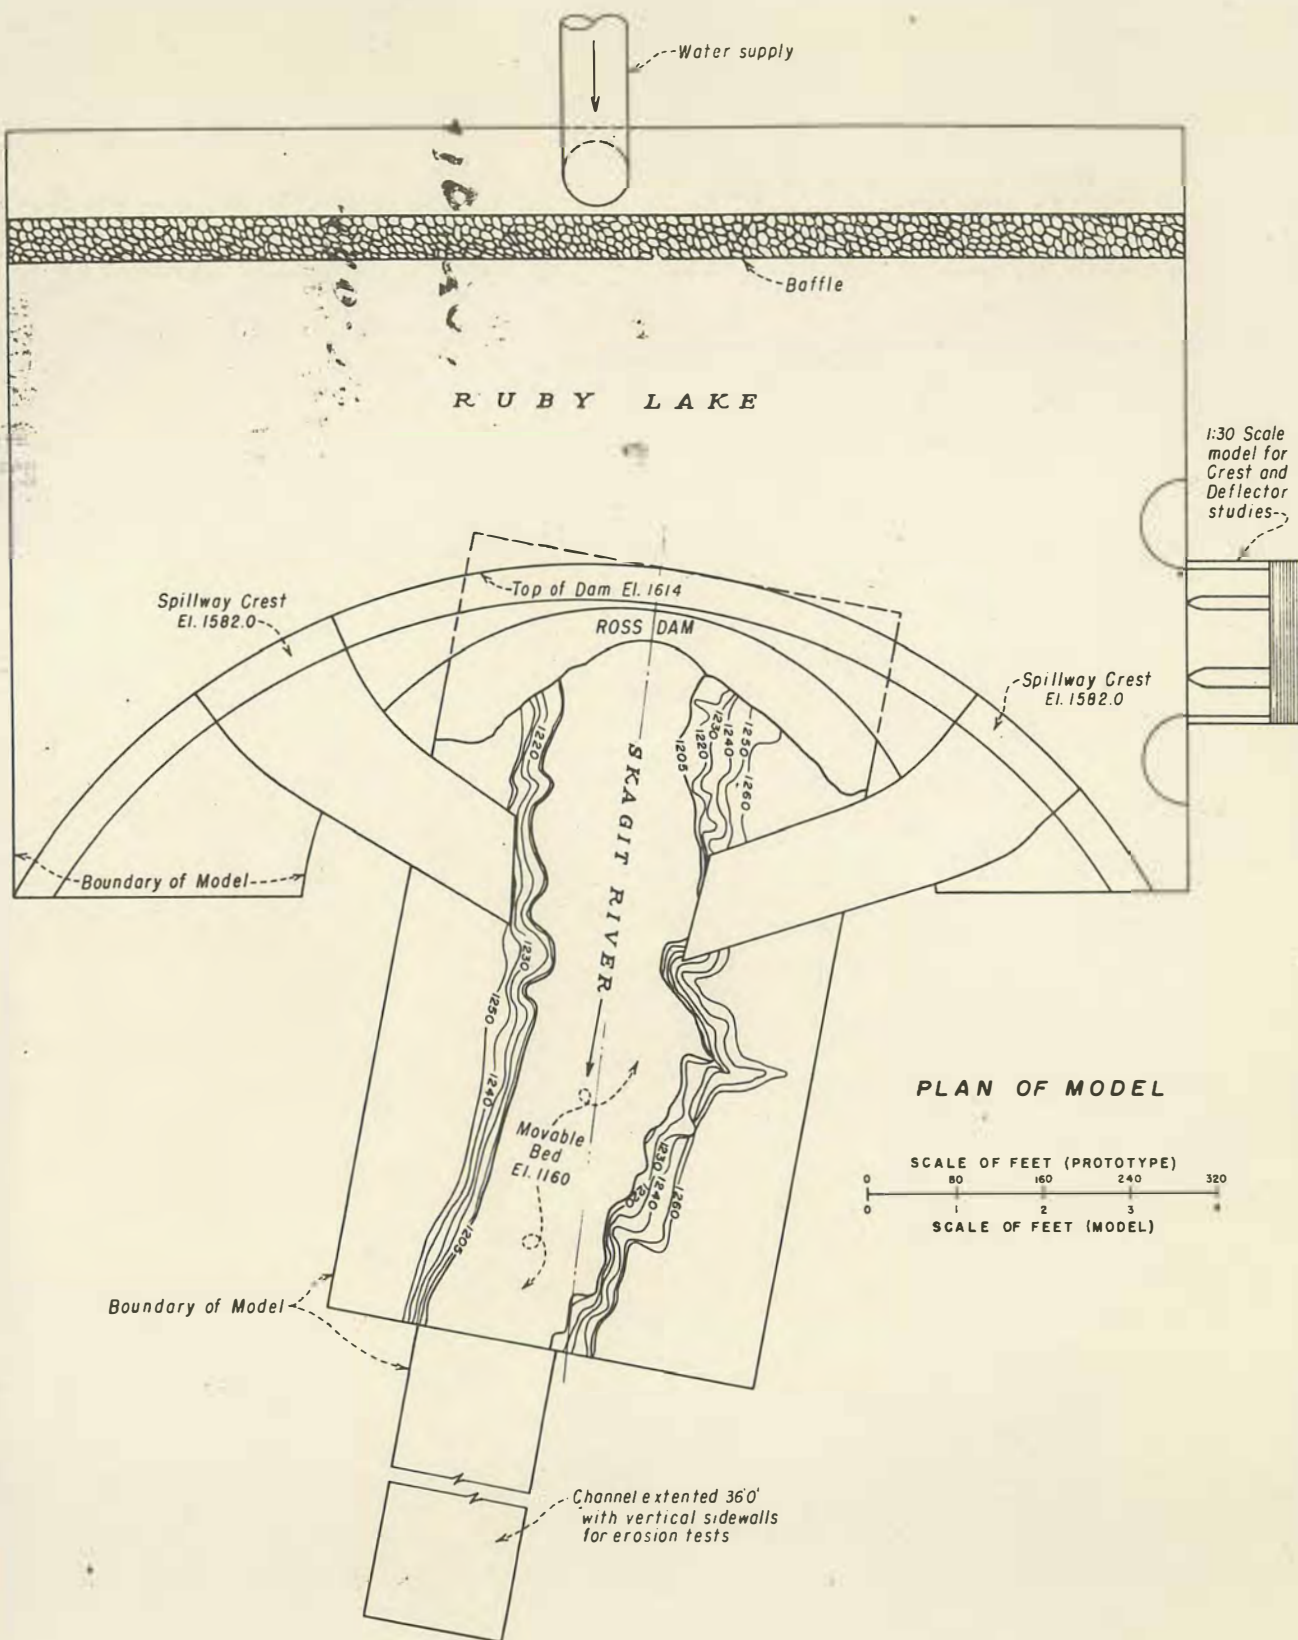 Water supply
Baffle
RUBY LAKE
1:30 Scale
model for
Crest and
Deflector
studies
Top of Dam El. 1614
Spillway Crest
El. 1582.0
ROSS DAM
Spillway Crest
El. 1582.0
1220
1205
1220
1230
1240
1250
1260
SKAGIT RIVER
Boundary of Model
1230
1250
1240
1205
Movable
Bed
El. 1160
1220
1230
1240
1260
PLAN OF MODEL
SCALE OF FEET (PROTOTYPE)
0 80 160 240 320
0 1 2 3
SCALE OF FEET (MODEL)
Boundary of Model
Channel extented 360'
with vertical sidewalls
for erosion tests